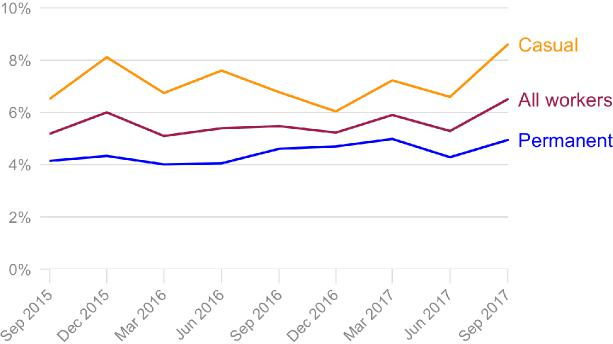 10%
8%
6%
4%
2%
0%
Casual
All workers
Permanent
Sep 2015
Dec 2015
Mar 2016
Jun 2016
Sep 2016
Dec 2016
Mar 2017
Jun 2017
Sep 2017